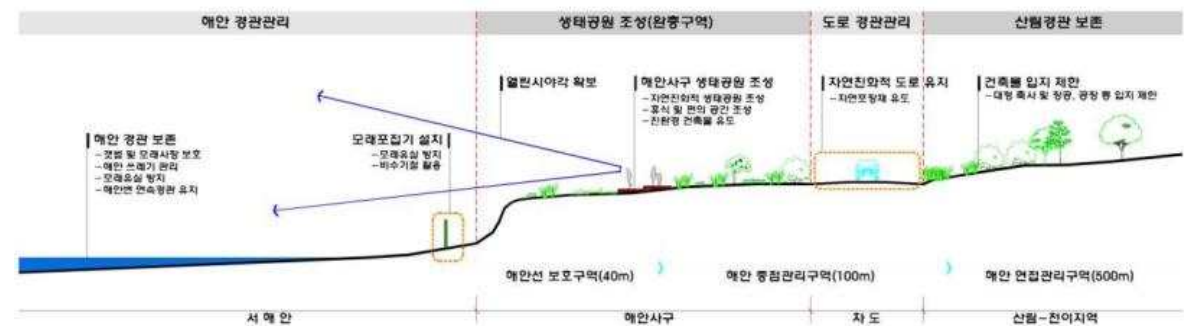 해안 경관관리
생태공원 조성(완충구역)
도로 경관관리
산림경관 보존
열린시야각 확보
해안사구 생태공원 조성
-자연친화적 생태공원 조성
-휴식 및 편의 공간 조성
-친환경 건축물 유도
자연친화적 도로 유지
-자연포장재 유도
건축물 입지 제한
-대형 축사 및 창공, 공장 등 입지 제한
해안 경관 보존
-갯벌 및 모래사장 보호
-해안 쓰레기 관리
-모래유실 방지
-해안변 연속경관 유지
모래포집기 설치
-모래유실 방지
-비수기철 활용
해안선 보호구역(40m)
해안 중점관리구역(100m)
해안 연접관리구역(500m)
서 해 안
해안사구
차 도
산림-전이지역